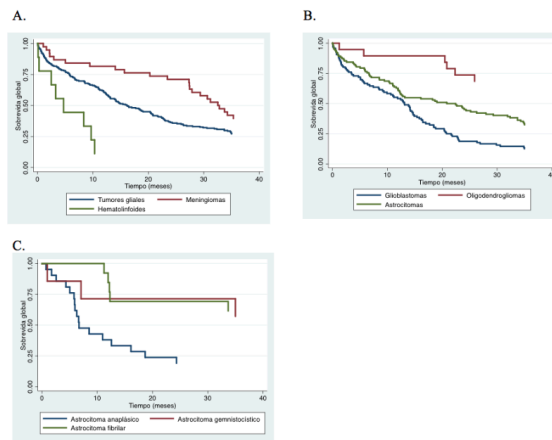 A.
B.
Sobrevida global
1.00
0.75
0.50
0.25
0.00
0
10
20
30
40
Tiempo (meses)
Tumores gliales
Meningiomas
Hematolinfoides
Sobrevida global
1.00
0.75
0.50
0.25
0.00
0
10
20
30
40
Tiempo (meses)
Glioblastomas
Oligodendrogliomas
Astrocitomas
C.
Sobrevida global
1.00
0.75
0.50
0.25
0.00
0
10
20
30
40
Tiempo (meses)
Astrocitoma anaplásico
Astrocitoma gemnistocístico
Astrocitoma fibrilar